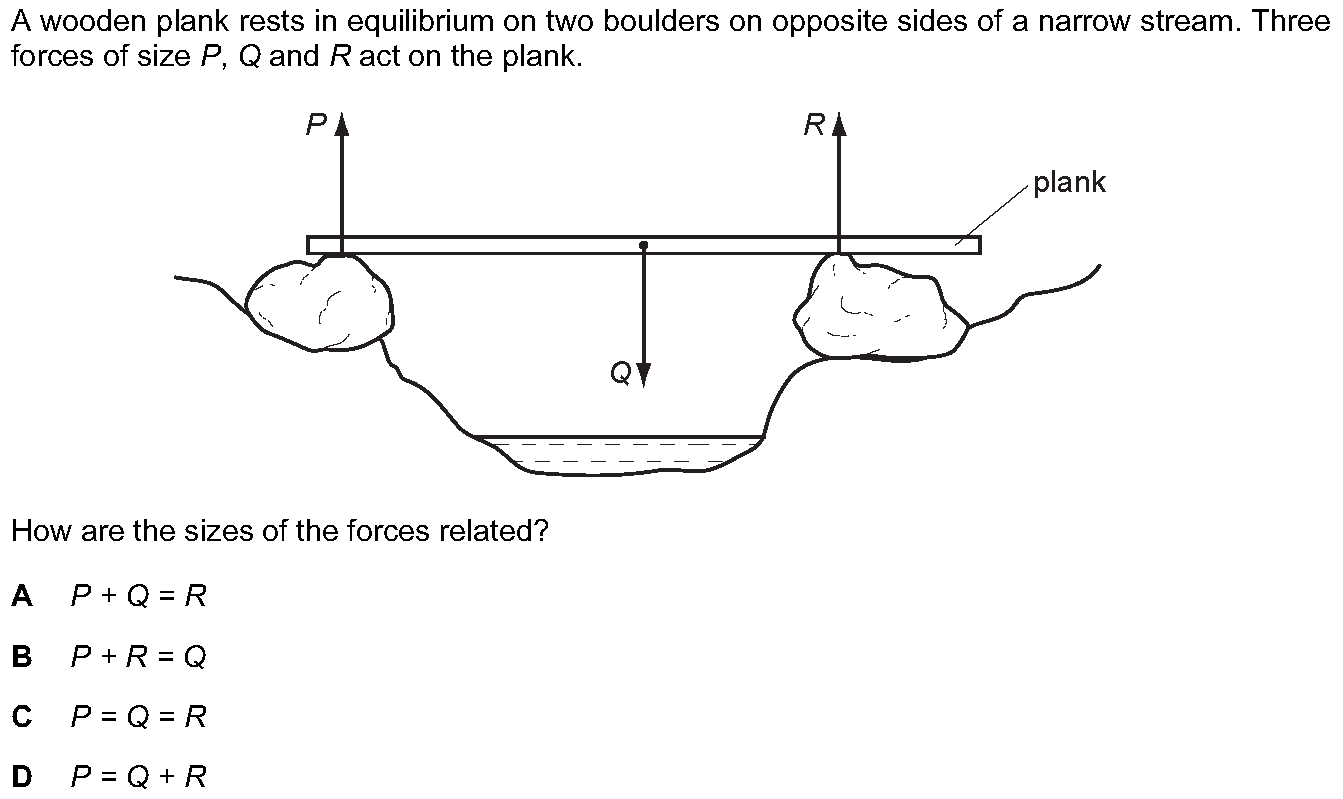 A wooden plank rests in equilibrium on two boulders on opposite sides of a narrow stream. Three
forces of size P, Q and R act on the plank.
P
R
plank
Q
How are the sizes of the forces related?
A P + Q = R
B P + R = Q
C P = Q = R
D P = Q + R